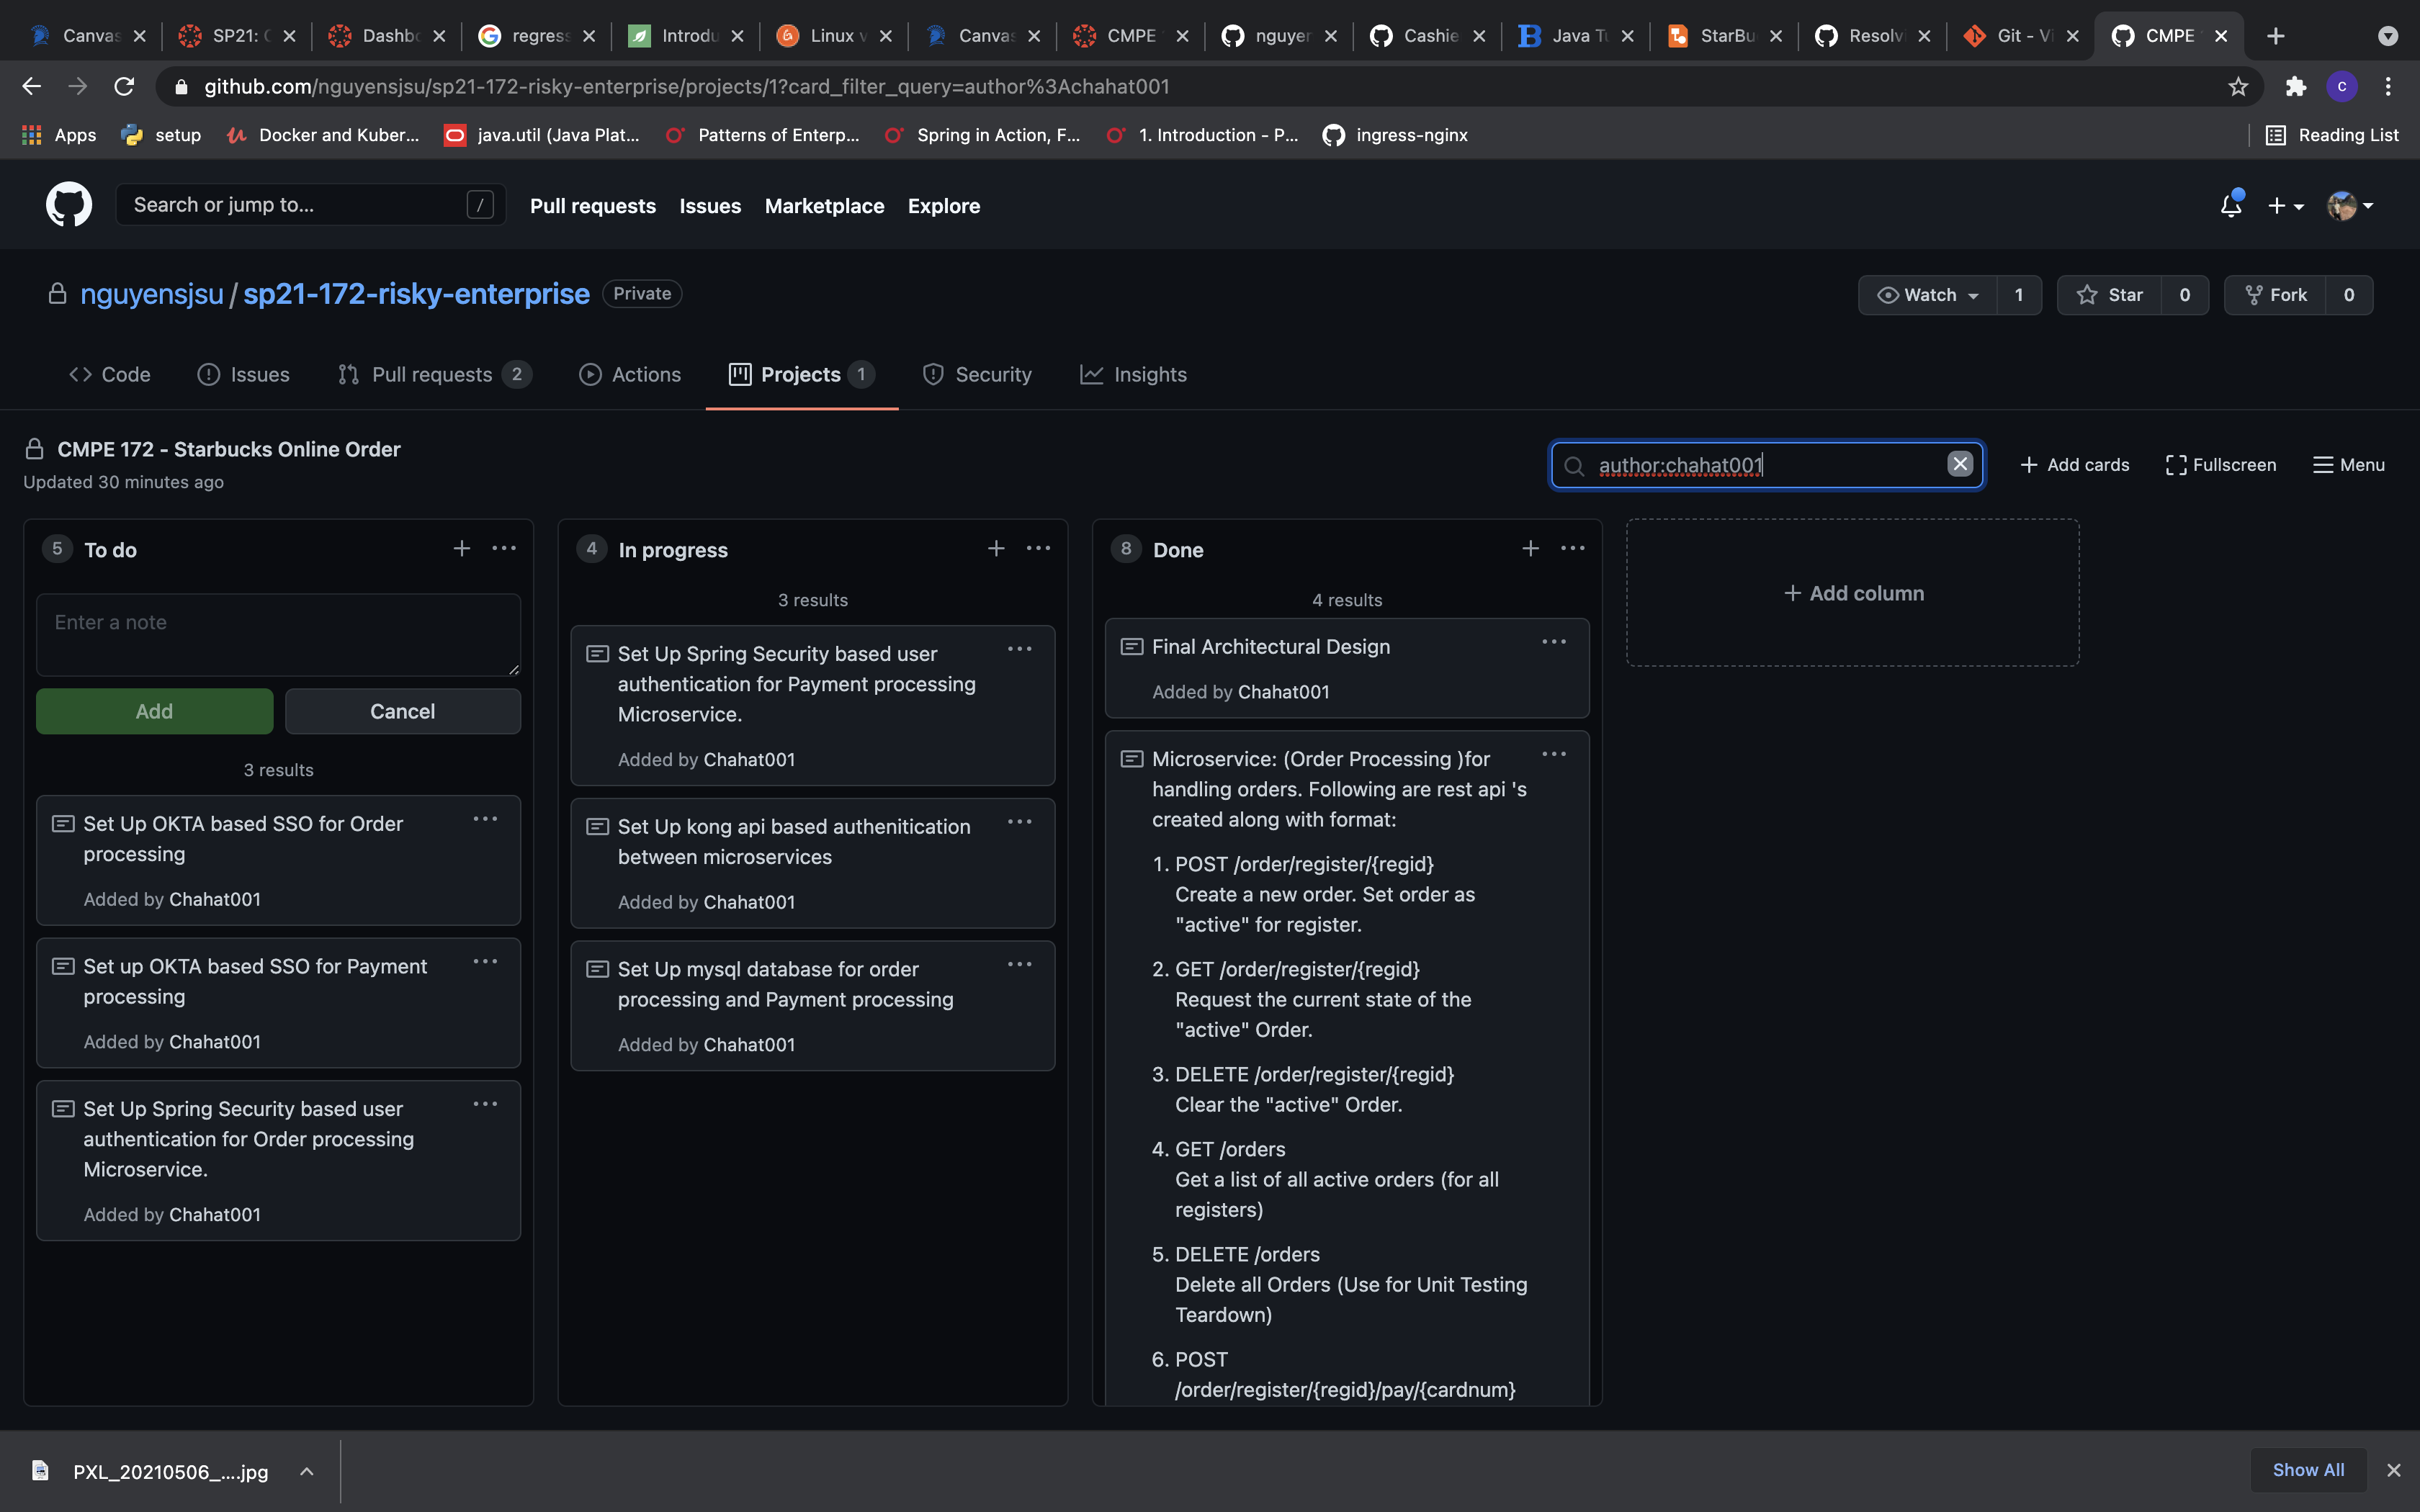 Canvas
SP21:
Dashbo
regress
Introdu
Linux v
Canvas
CMPE
nguyen
Cashie
Java Tu
StarBu
Resolvi
Git - Vi
CMPE
github.com/nguyensjsu/sp21-172-risky-enterprise/projects/1?card_filter_query=author%3Achahat001
C
Apps
setup
Docker and Kuber...
java.util (Java Plat...
Patterns of Enterp...
Spring in Action, F...
1. Introduction - P...
ingress-nginx
Reading List
Search or jump to...
/
Pull requests
Issues
Marketplace
Explore
nguyensjsu / sp21-172-risky-enterprise
Private
Watch 1
Star 0
Fork 0
Code
Issues
Pull requests 2
Actions
Projects 1
Security
Insights
CMPE 172 - Starbucks Online Order
Updated 30 minutes ago
author:chahat001
+ Add cards
Fullscreen
Menu
5 To do
Enter a note
Add
Cancel
3 results
Set Up OKTA based SSO for Order
processing
Added by Chahat001
Set up OKTA based SSO for Payment
processing
Added by Chahat001
Set Up Spring Security based user
authentication for Order processing
Microservice.
Added by Chahat001
4 In progress
3 results
Set Up Spring Security based user
authentication for Payment processing
Microservice.
Added by Chahat001
Set Up kong api based authenitication
between microservices
Added by Chahat001
Set Up mysql database for order
processing and Payment processing
Added by Chahat001
8 Done
4 results
Final Architectural Design
Added by Chahat001
Microservice: (Order Processing )for
handling orders. Following are rest api 's
created along with format:
1. POST /order/register/{regid}
Create a new order. Set order as
"active" for register.
2. GET /order/register/{regid}
Request the current state of the
"active" Order.
3. DELETE /order/register/{regid}
Clear the "active" Order.
4. GET /orders
Get a list of all active orders (for all
registers)
5. DELETE /orders
Delete all Orders (Use for Unit Testing
Teardown)
6. POST
/order/register/{regid}/pay/{cardnum}
+ Add column
PXL_20210506_....jpg
Show All